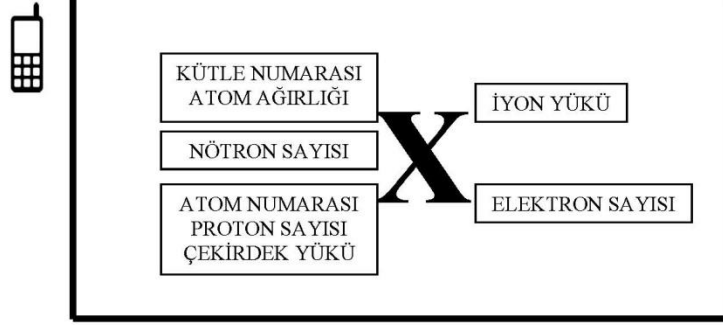 KÜTLE NUMARASI
ATOM AĞIRLIĞI
NÖTRON SAYISI
ATOM NUMARASI
PROTON SAYISI
ÇEKİRDEK YÜKÜ
X
İYON YÜKÜ
ELEKTRON SAYISI